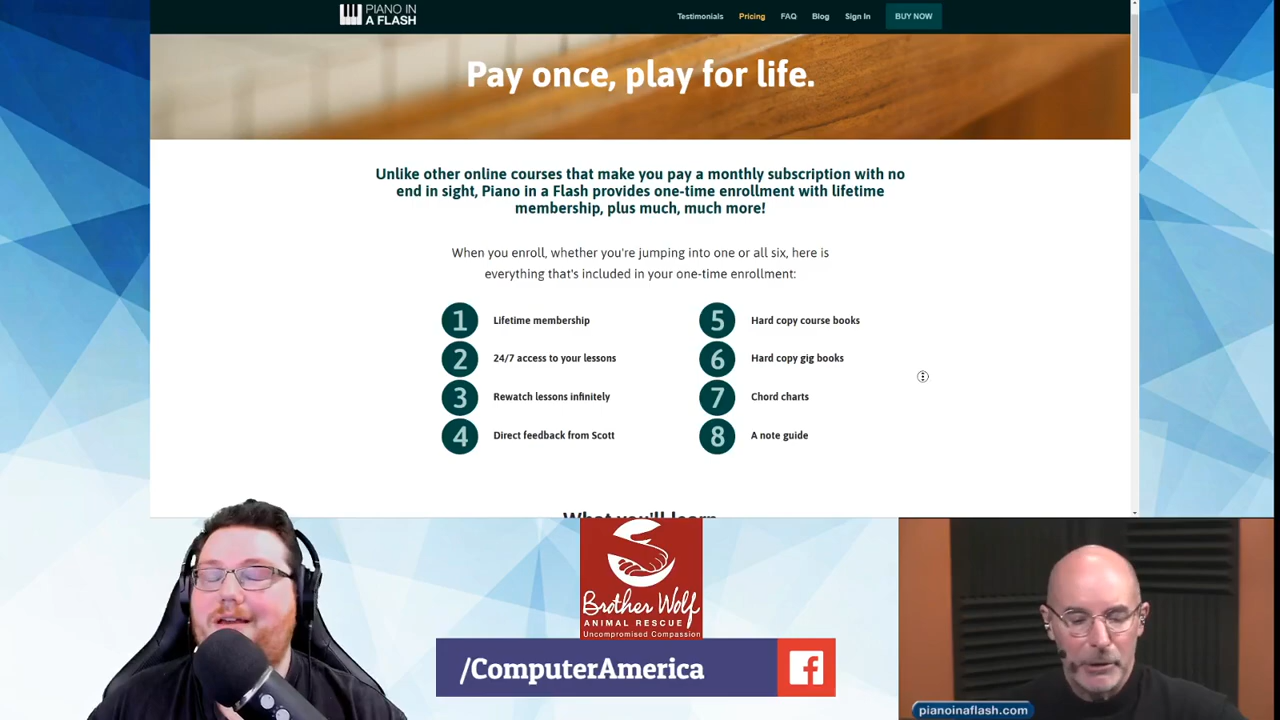 PIANO IN
A FLASH
Testimonials Pricing FAQ Blog Sign In BUY NOW
Pay once, play for life.
Unlike other online courses that make you pay a monthly subscription with no
end in sight, Piano in a Flash provides one-time enrollment with lifetime
membership, plus much, much more!
When you enroll, whether you're jumping into one or all six, here is
everything that's included in your one-time enrollment:
1 Lifetime membership
2 24/7 access to your lessons
3 Rewatch lessons infinitely
4 Direct feedback from Scott
5 Hard copy course books
6 Hard copy gig books
7 Chord charts
8 A note guide
What you'll learn
Brother Wolf
ANIMAL RESCUE
Uncompromised Compassion
/ComputerAmerica
pianoinaflash.com